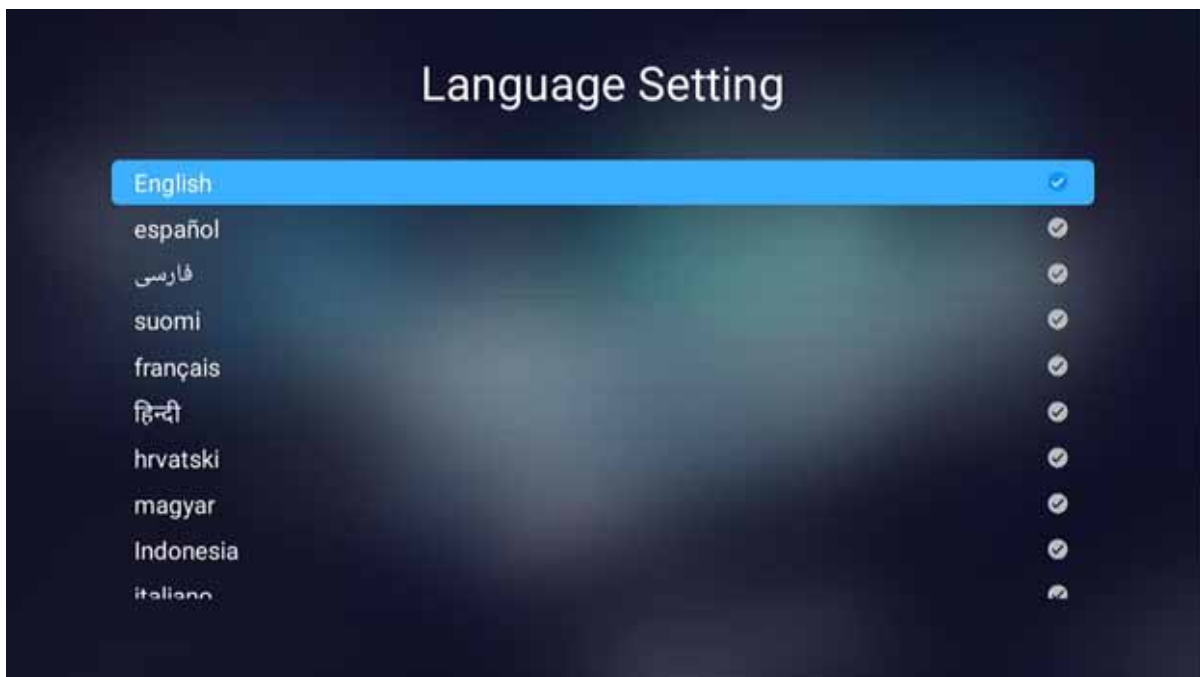 Language Setting
English
español
فارسی
suomi
français
हिन्दी
hrvatski
magyar
Indonesia
italiano